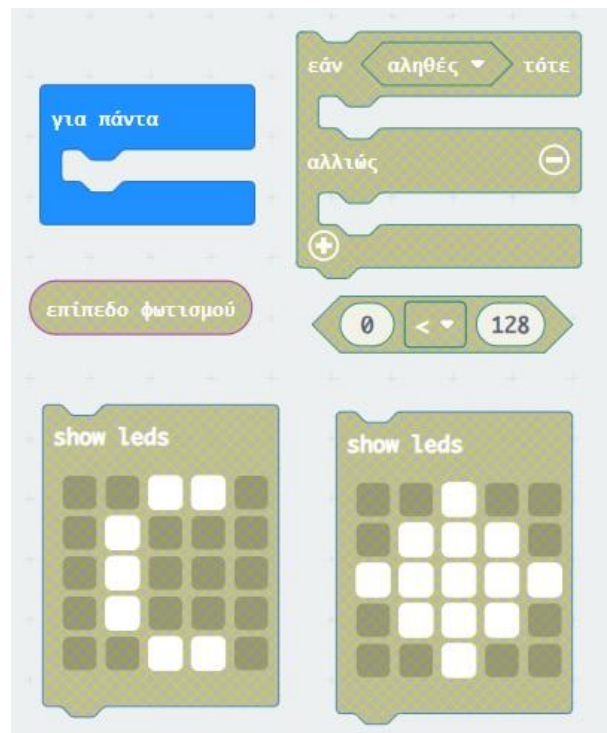 εάν αληθές τότε
για πάντα
αλλιώς
επίπεδο φωτισμού
0 < 128
show leds
show leds